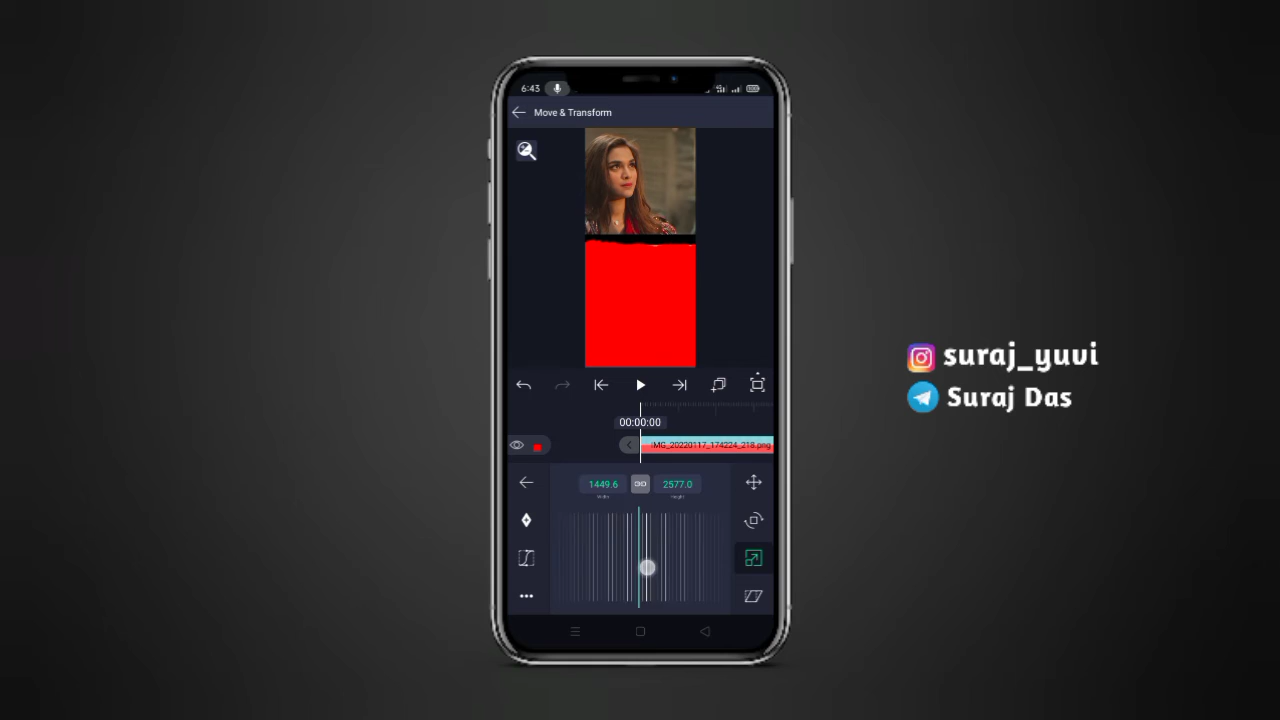 6:43
Move & Transform
00:00:00
IMG_20220117_174224_218.png
1449.6
2577.0
Width
Height
suraj_yuvi
Suraj Das